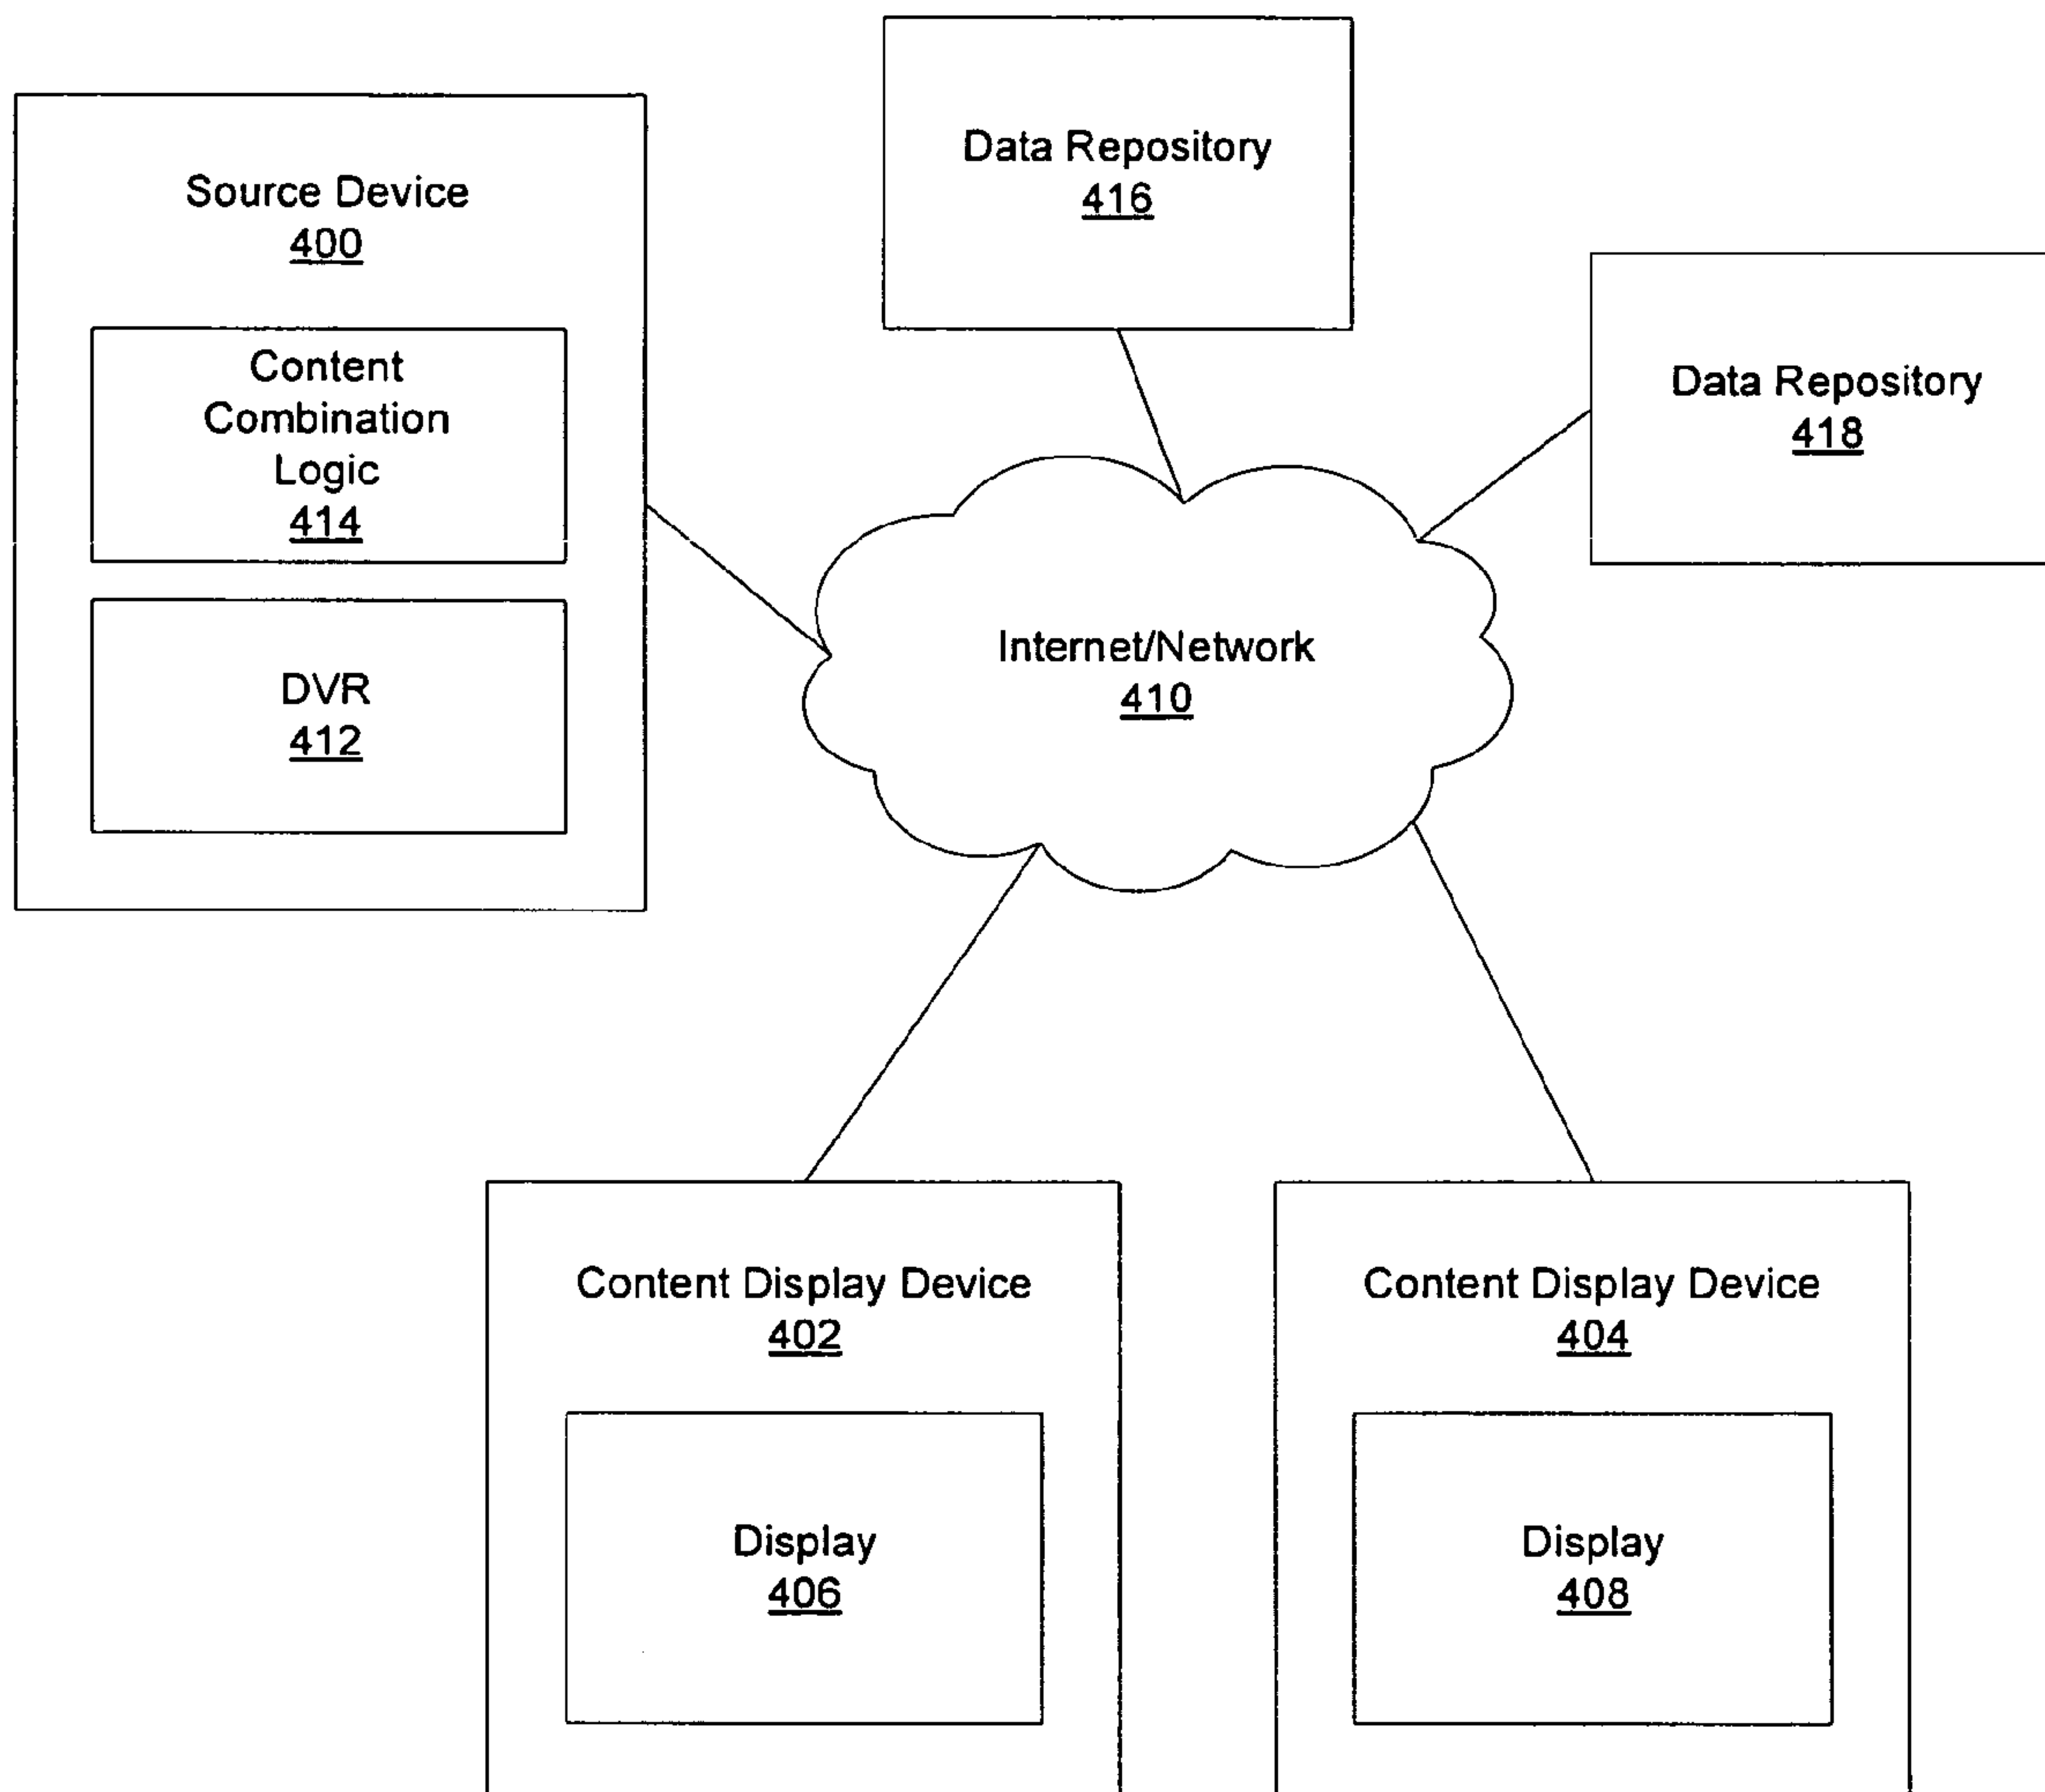 Data Repository
416
Source Device
400
Content
Combination
Logic
414
DVR
412
Data Repository
418
Internet/Network
410
Content Display Device
402
Display
406
Content Display Device
404
Display
408